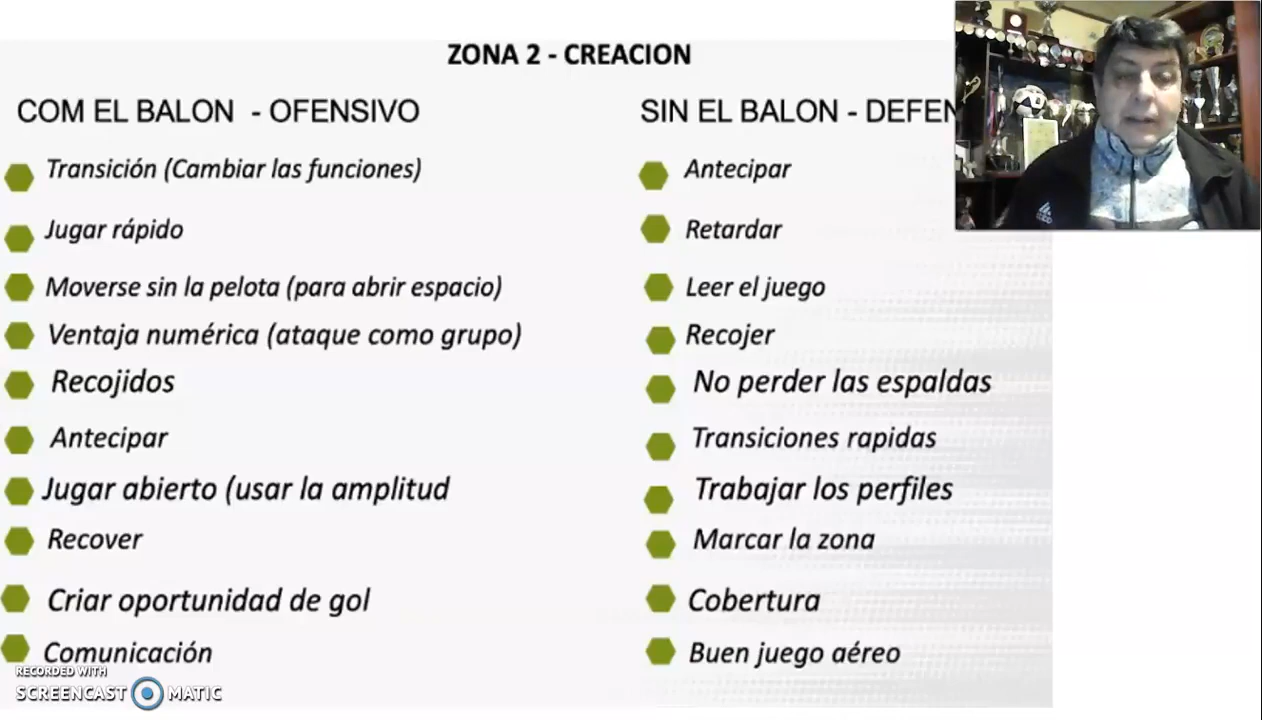 ZONA 2 - CREACION
COM EL BALON - OFENSIVO
Transición (Cambiar las funciones)
Jugar rápido
Moverse sin la pelota (para abrir espacio)
Ventaja numérica (ataque como grupo)
Recojidos
Antecipar
Jugar abierto (usar la amplitud
Recover
Criar oportunidad de gol
Comunicación
SIN EL BALON - DEFEN
Antecipar
Retardar
Leer el juego
Recojer
No perder las espaldas
Transiciones rapidas
Trabajar los perfiles
Marcar la zona
Cobertura
Buen juego aéreo
RECORDED WITH
SCREENCAST MATIC